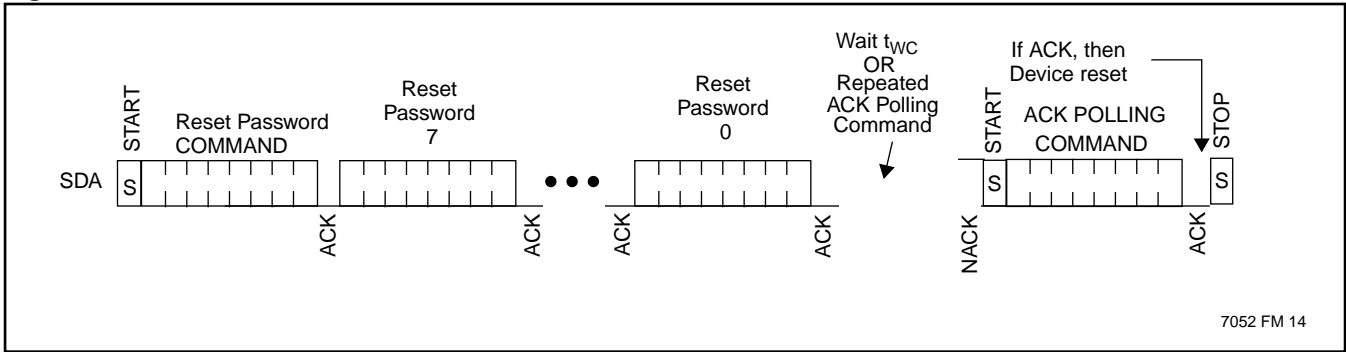 SDA
START
S
Reset Password
COMMAND
ACK
Reset
Password
7
ACK
ACK
Reset
Password
0
ACK
Wait tWC
OR
Repeated
ACK Polling
Command
NACK
START
S
ACK POLLING
COMMAND
If ACK, then
Device reset
ACK
STOP
S
7052 FM 14